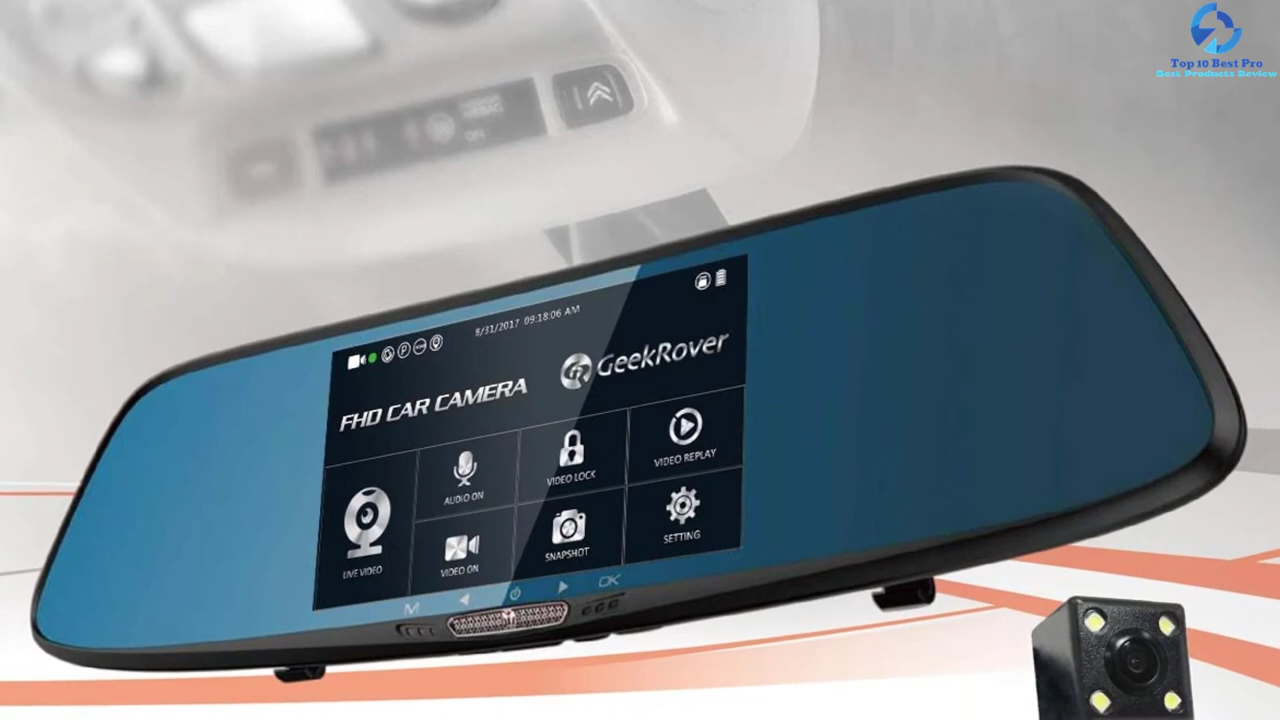 Top 10 Best Pro
Best Products Review
8/31/2017 09:18:06 AM
P
FHD CAR CAMERA
GeekRover
LIVE VIDEO
AUDIO ON
VIDEO LOCK
VIDEO REPLAY
VIDEO ON
SNAPSHOT
SETTING
M
OK